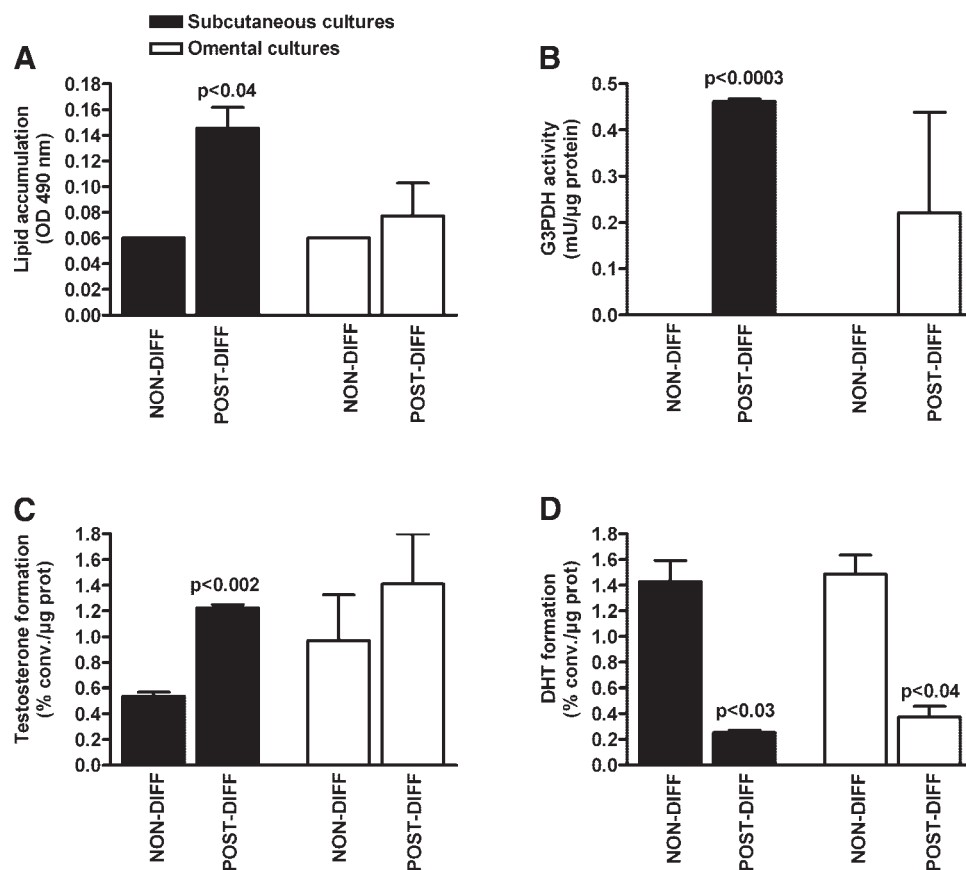 Subcutaneous cultures
Omental cultures
A
Lipid accumulation
(OD 490 nm)
0.18
0.16
0.14
0.12
0.10
0.08
0.06
0.04
0.02
0.00
p<0.04
NON-DIFF
POST-DIFF
NON-DIFF
POST-DIFF
B
G3PDH activity
(mU/µg protein)
0.5
0.4
0.3
0.2
0.1
0.0
p<0.0003
NON-DIFF
POST-DIFF
NON-DIFF
POST-DIFF
C
Testosterone formation
(% conv./µg prot)
1.8
1.6
1.4
1.2
1.0
0.8
0.6
0.4
0.2
0.0
p<0.002
NON-DIFF
POST-DIFF
NON-DIFF
POST-DIFF
D
DHT formation
(% conv./µg prot)
1.8
1.6
1.4
1.2
1.0
0.8
0.6
0.4
0.2
0.0
p<0.03
p<0.04
NON-DIFF
POST-DIFF
NON-DIFF
POST-DIFF